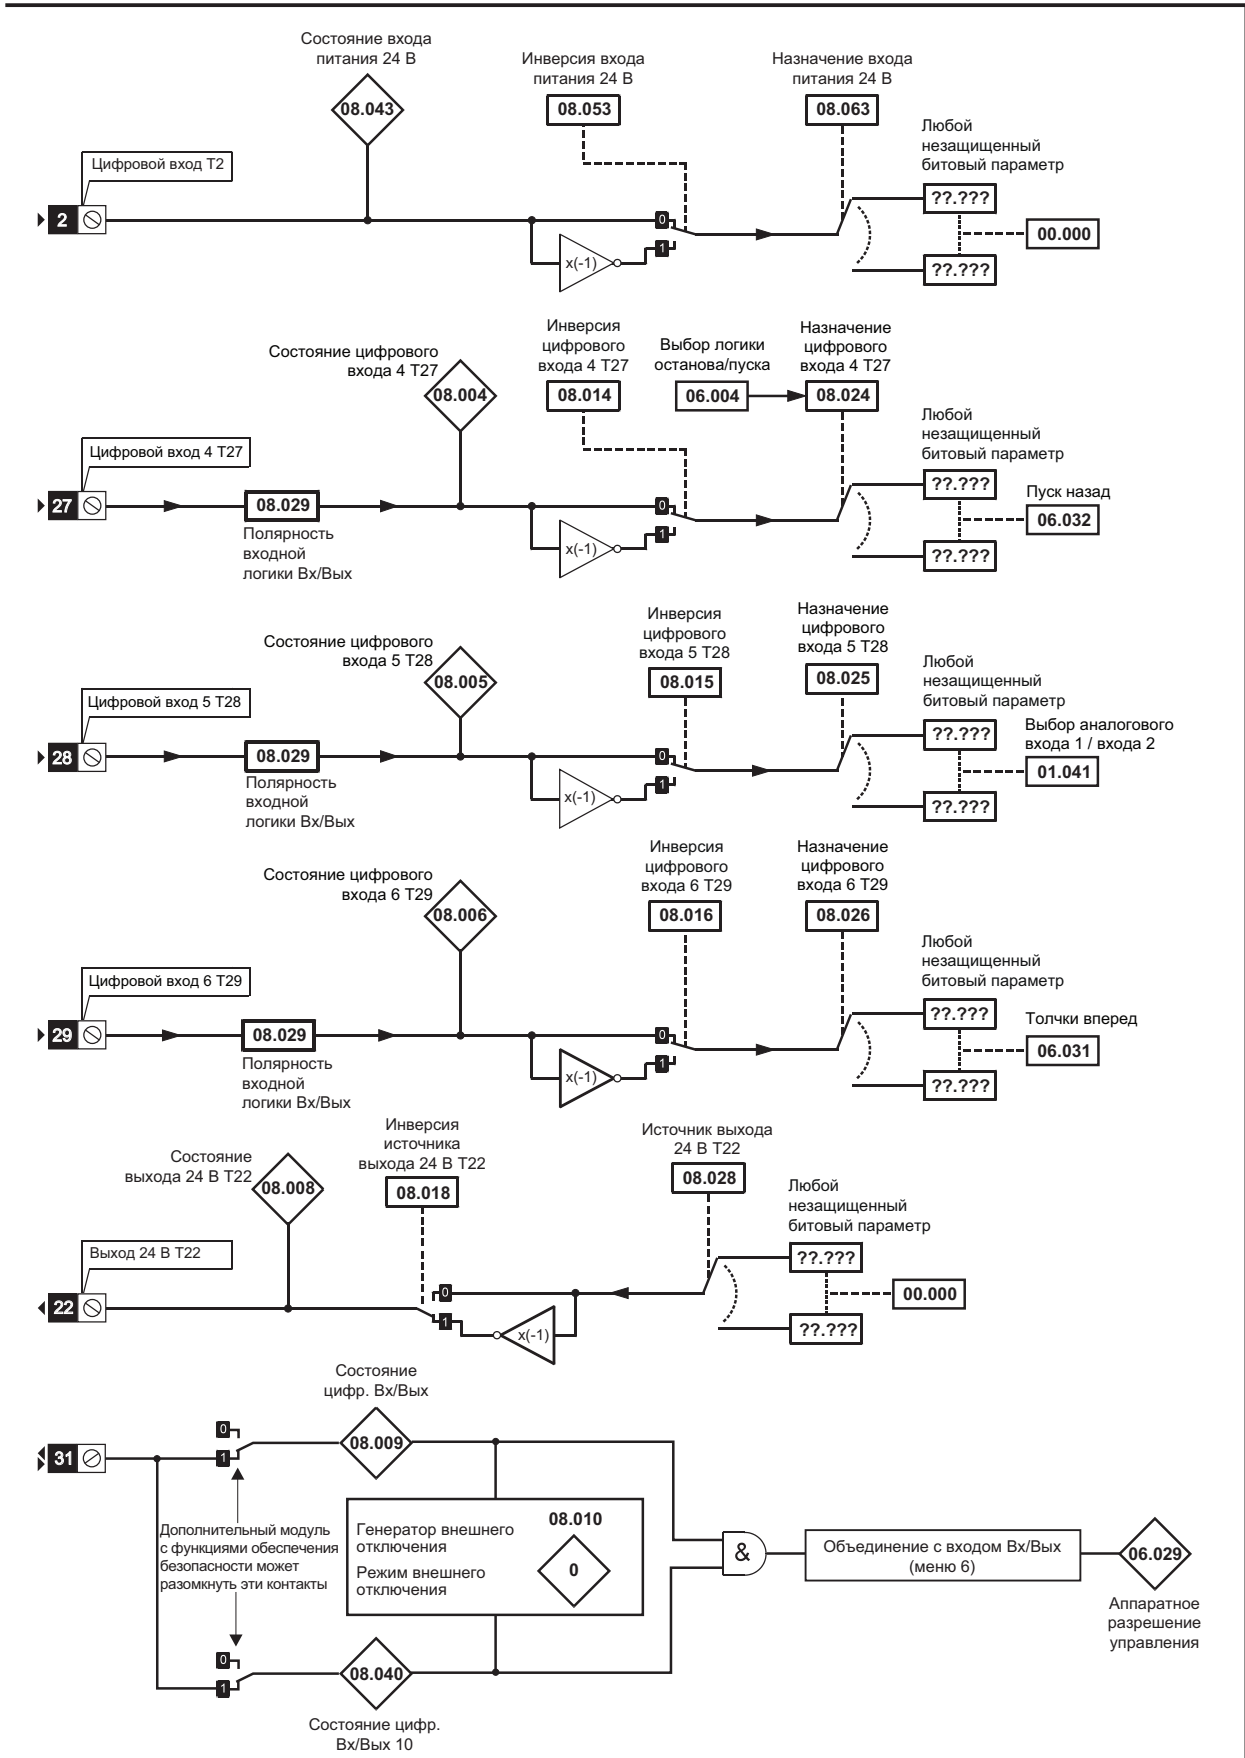 Состояние входа
питания 24 В
08.043
Инверсия входа
питания 24 В
08.053
Назначение входа
питания 24 В
08.063
Любой
незащищенный
битовый параметр
Цифровой вход T2
2
0
1
x(-1)
??.???
00.000
??.???
Состояние цифрового
входа 4 T27
08.004
Инверсия
цифрового
входа 4 T27
08.014
Выбор логики
останова/пуска
06.004
Назначение
цифрового
входа 4 T27
08.024
Любой
незащищенный
битовый параметр
Цифровой вход 4 T27
27
08.029
Полярность
входной
логики Вх/Вых
0
1
x(-1)
??.???
Пуск назад
06.032
??.???
Состояние цифрового
входа 5 T28
08.005
Инверсия
цифрового
входа 5 T28
08.015
Назначение
цифрового
входа 5 T28
08.025
Любой
незащищенный
битовый параметр
Цифровой вход 5 T28
28
08.029
Полярность
входной
логики Вх/Вых
0
1
x(-1)
??.???
Выбор аналогового
входа 1 / входа 2
01.041
??.???
Состояние цифрового
входа 6 T29
08.006
Инверсия
цифрового
входа 6 T29
08.016
Назначение
цифрового
входа 6 T29
08.026
Любой
незащищенный
битовый параметр
Цифровой вход 6 T29
29
08.029
Полярность
входной
логики Вх/Вых
0
1
x(-1)
??.???
Толчки вперед
06.031
??.???
Состояние
выхода 24 В T22
08.008
Инверсия
источника
выхода 24 В T22
08.018
Источник выхода
24 В T22
08.028
Любой
незащищенный
битовый параметр
Выход 24 В T22
22
0
1
x(-1)
??.???
00.000
??.???
Состояние
цифр. Вх/Вых
08.009
31
0
1
Дополнительный модуль
с функциями обеспечения
безопасности может
разомкнуть эти контакты
Генератор внешнего
отключения
Режим внешнего
отключения
08.010
0
&
Объединение с входом Вх/Вых
(меню 6)
06.029
Аппаратное
разрешение
управления
0
1
08.040
Состояние цифр.
Вх/Вых 10